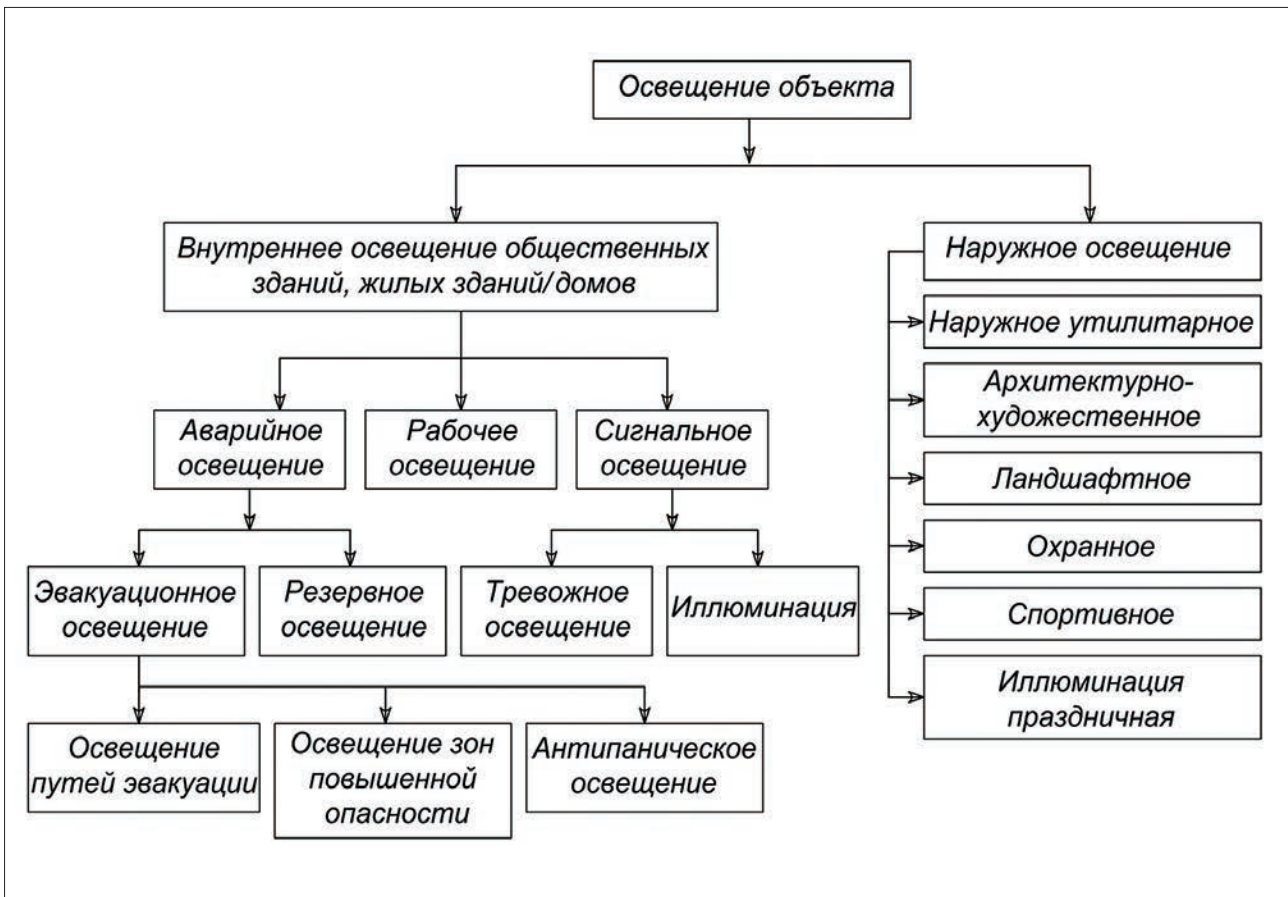 Освещение объекта
Внутреннее освещение общественных
зданий, жилых зданий/домов
Аварийное
освещение
Рабочее
освещение
Сигнальное
освещение
Эвакуационное
освещение
Резервное
освещение
Тревожное
освещение
Иллюминация
Освещение
путей эвакуации
Освещение зон
повышенной
опасности
Антипаническое
освещение
Наружное освещение
Наружное утилитарное
Архитектурно-
художественное
Ландшафтное
Охранное
Спортивное
Иллюминация
праздничная